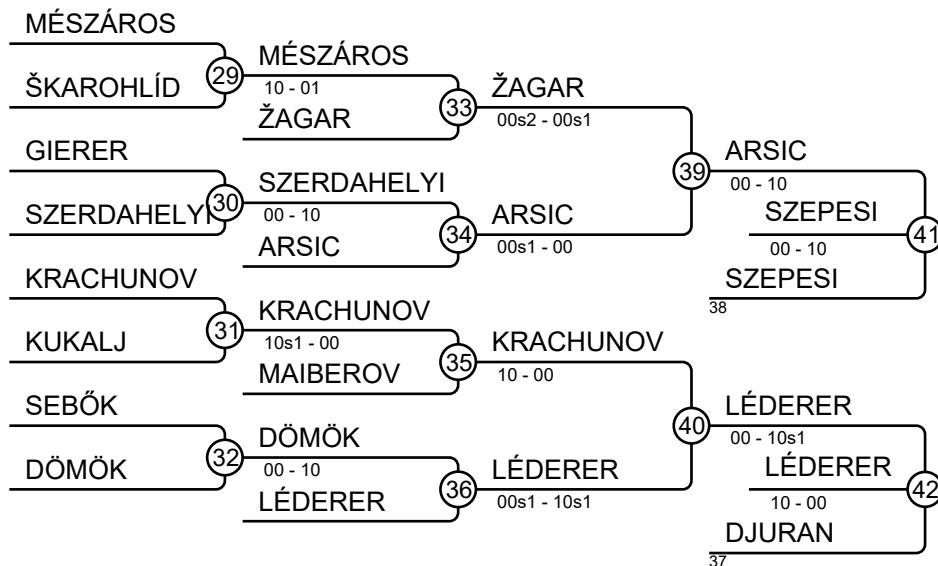 MÉSZÁROS
29
MÉSZÁROS
ŠKAROHLÍD
10 - 01
33
ŽAGAR
ŽAGAR
00s2 - 00s1
GIERER
39
ARSIC
30
SZERDAHELYI
00 - 10
SZERDAHELYI
00 - 10
34
ARSIC
SZEPESI
41
ARSIC
00s1 - 00
00 - 10
KRACHUNOV
SZEPESI
38
31
KRACHUNOV
KUKALJ
10s1 - 00
35
KRACHUNOV
MAIBEROV
10 - 00
SEBŐK
40
LÉDERER
32
DÖMÖK
00 - 10s1
DÖMÖK
00 - 10
36
LÉDERER
LÉDERER
42
LÉDERER
00s1 - 10s1
10 - 00
DJURAN
37